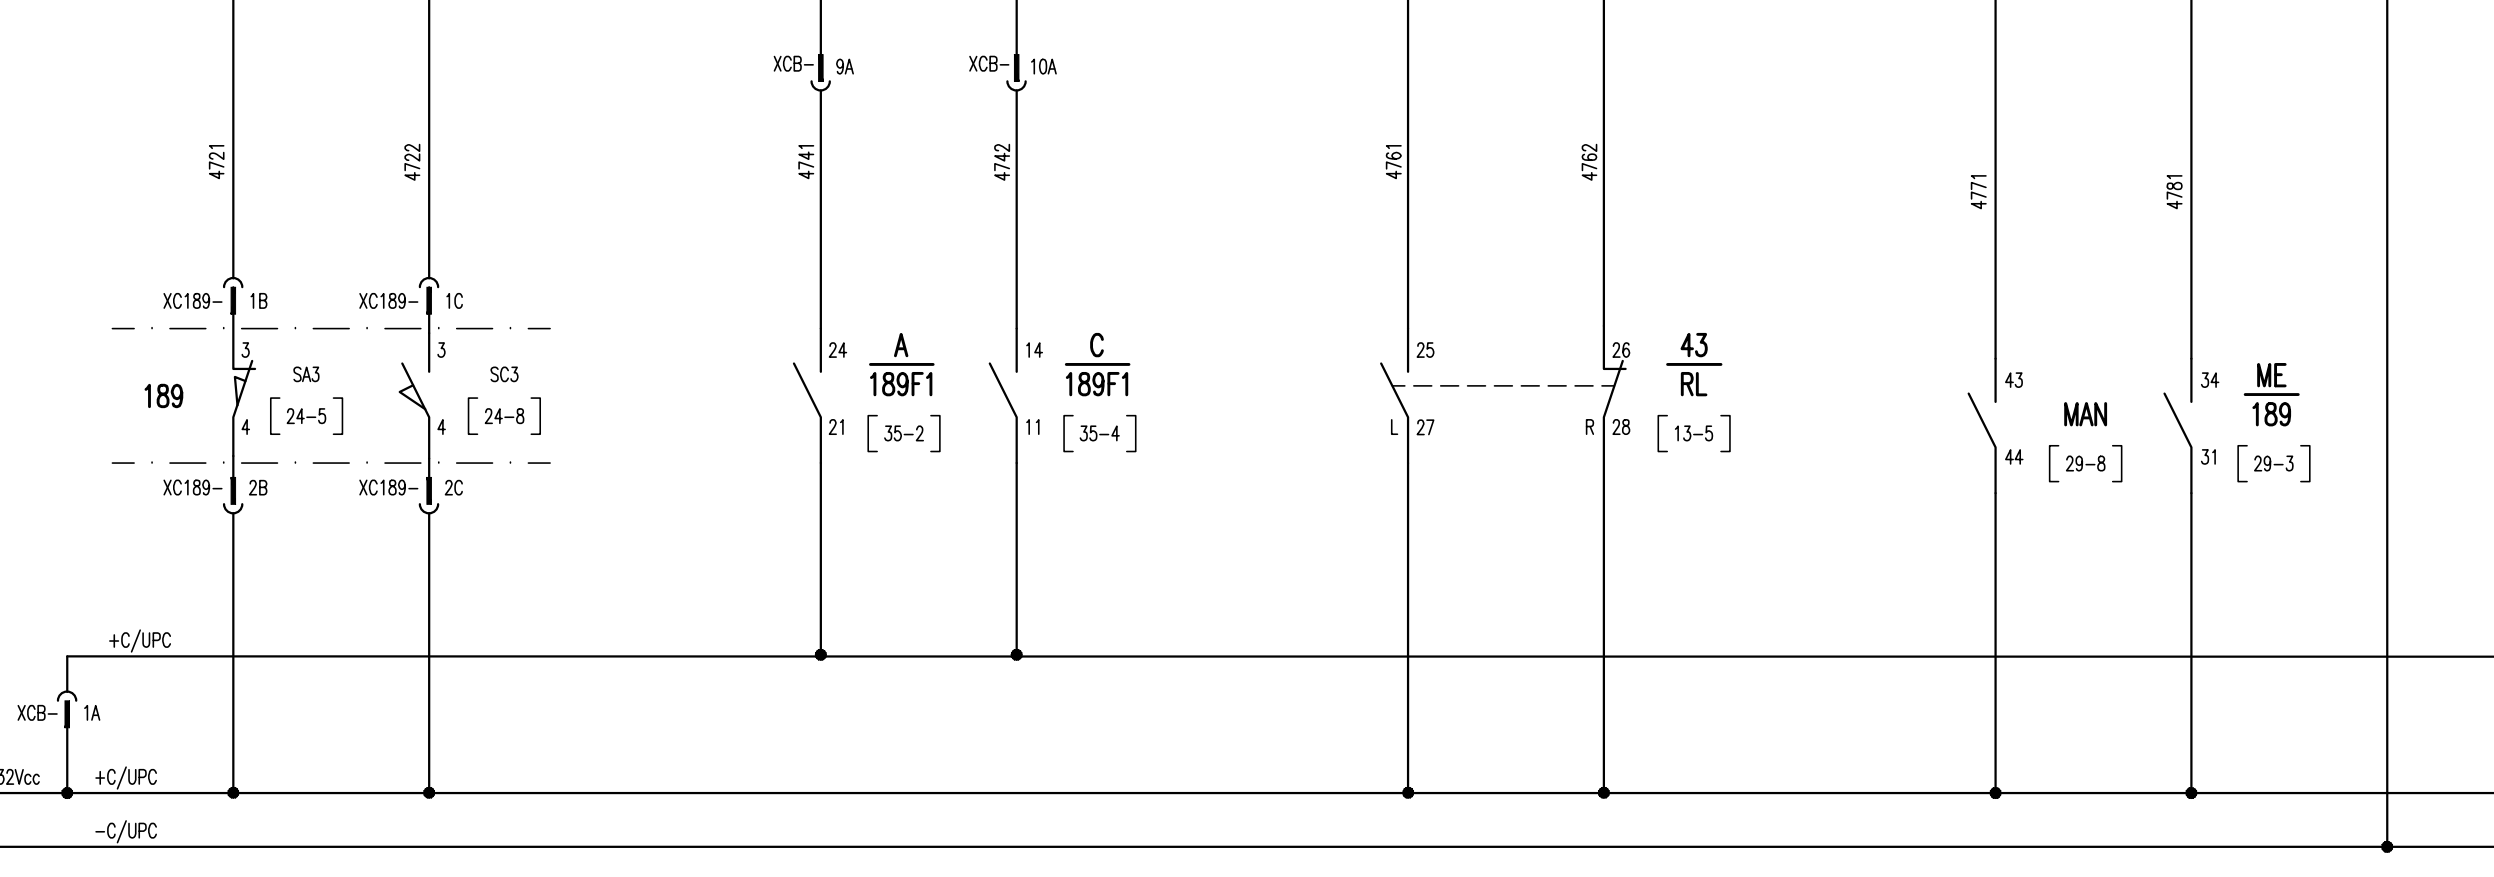 XCB- 9A
XCB- 10A
4721
4722
4741
4742
4761
4762
4771
4781
XC189- 1B
XC189- 1C
3
SA3
189
[24-5]
4
3
SC3
[24-8]
4
XC189- 2B
XC189- 2C
24
A
189F1
21
[35-2]
14
C
189F1
11
[35-4]
25
L 27
26
43
RL
R 28
[13-5]
43
MAN
44
[29-8]
34
ME
189
31
[29-3]
+C/UPC
XCB- 1A
32Vcc +C/UPC
-C/UPC